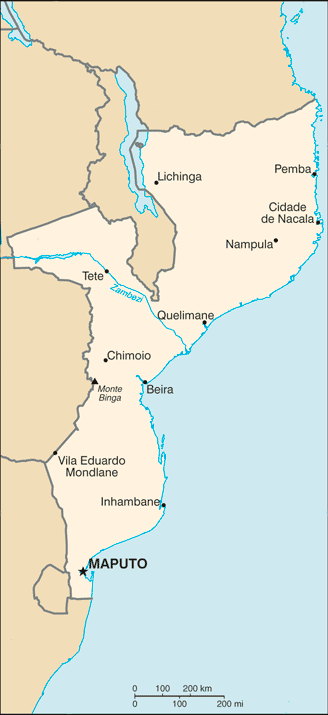 Pemba
Lichinga
Cidade
de Nacala
Nampula
Tete
Zambezi
Quelimane
Chimoio
Monte
Binga
Beira
Vila Eduardo
Mondlane
Inhambane
MAPUTO
0 100 200 km
0 100 200 mi